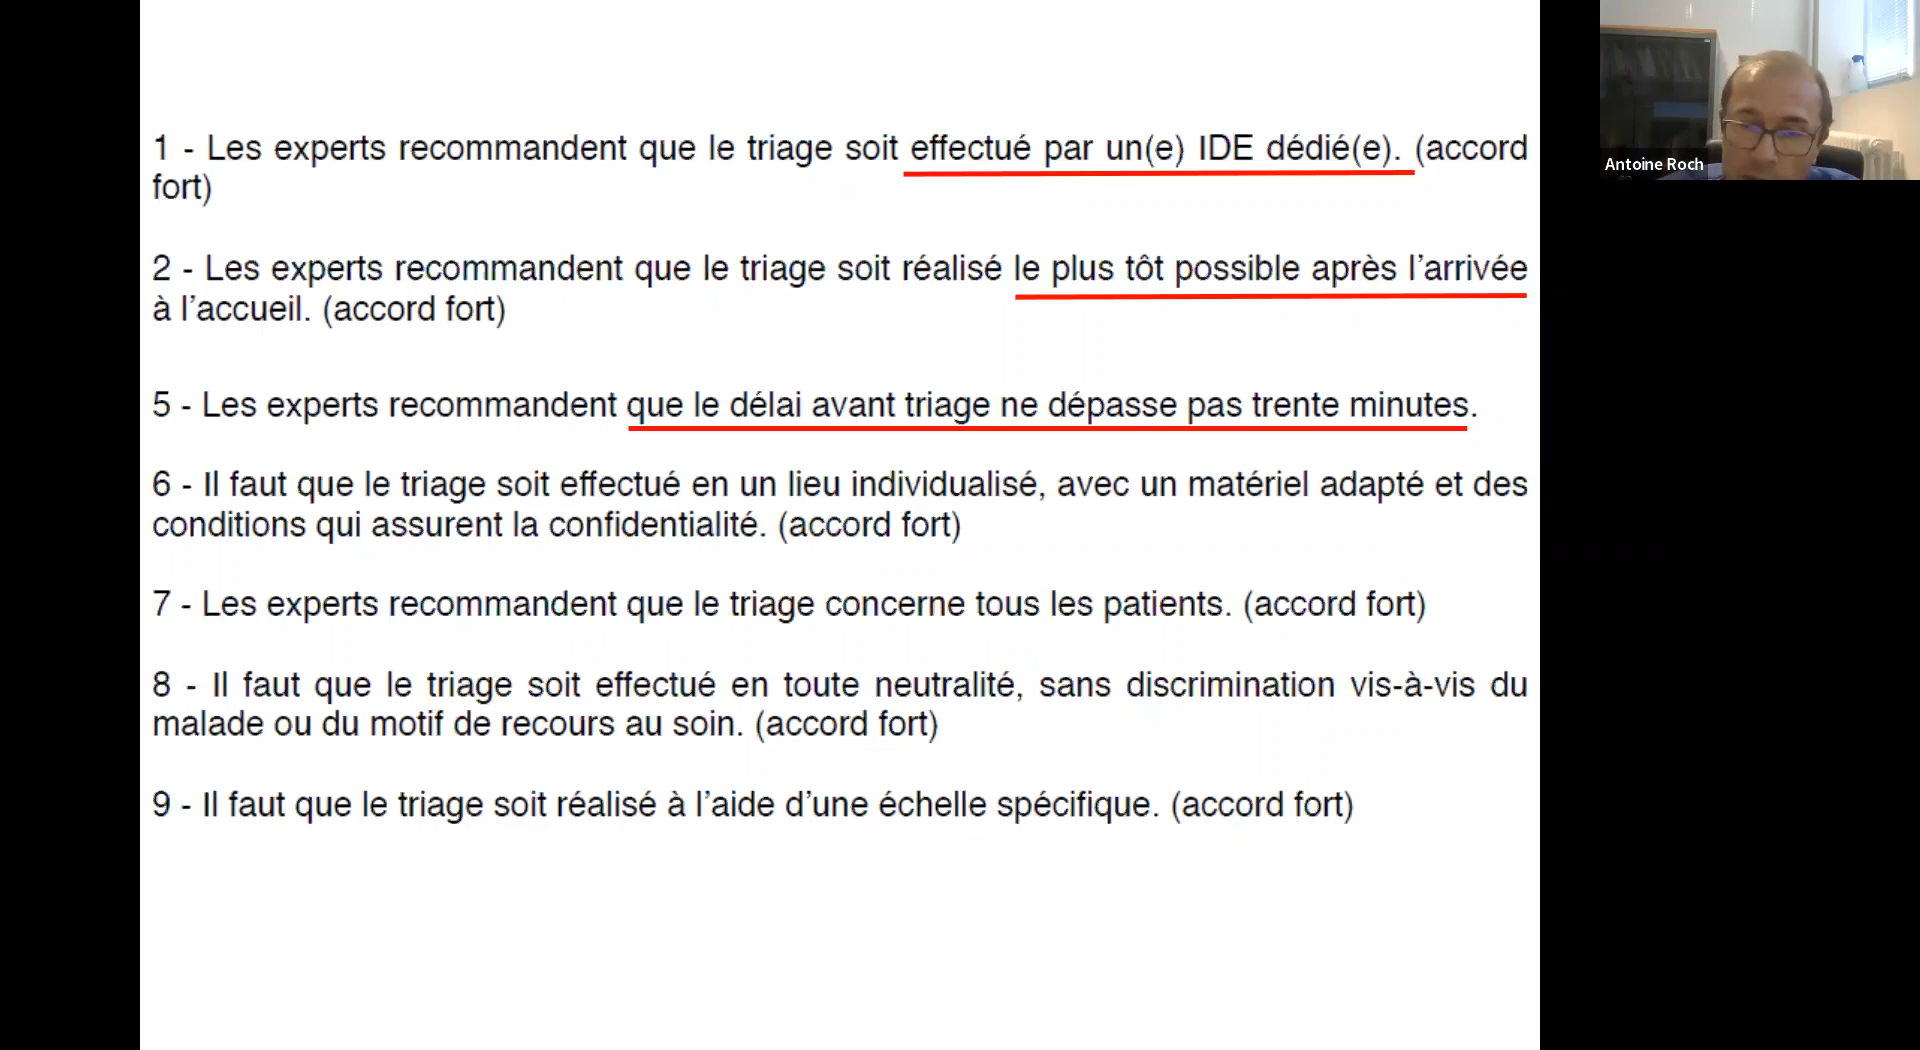 1 - Les experts recommandent que le triage soit effectué par un(e) IDE dédié(e). (accord
fort)
2 - Les experts recommandent que le triage soit réalisé le plus tôt possible après l’arrivée
à l’accueil. (accord fort)
5 - Les experts recommandent que le délai avant triage ne dépasse pas trente minutes.
6 - Il faut que le triage soit effectué en un lieu individualisé, avec un matériel adapté et des
conditions qui assurent la confidentialité. (accord fort)
7 - Les experts recommandent que le triage concerne tous les patients. (accord fort)
8 - Il faut que le triage soit effectué en toute neutralité, sans discrimination vis-à-vis du
malade ou du motif de recours au soin. (accord fort)
9 - Il faut que le triage soit réalisé à l’aide d’une échelle spécifique. (accord fort)
Antoine Roch